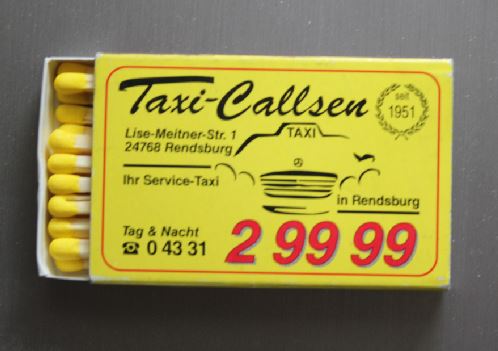 Taxi-Callsen
seit
1951
Lise-Meitner-Str. 1
24768 Rendsburg
TAXI
Ihr Service-Taxi
in Rendsburg
Tag & Nacht
☎ 0 43 31 2 99 99